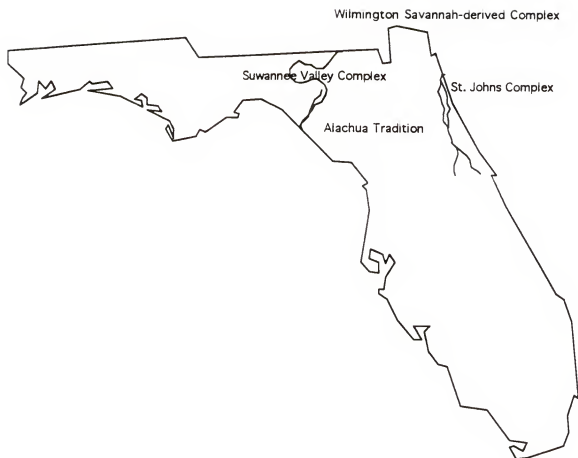 Wilmington Savannah-derived Complex
Suwannee Valley Complex
St. Johns Complex
Alachua Tradition